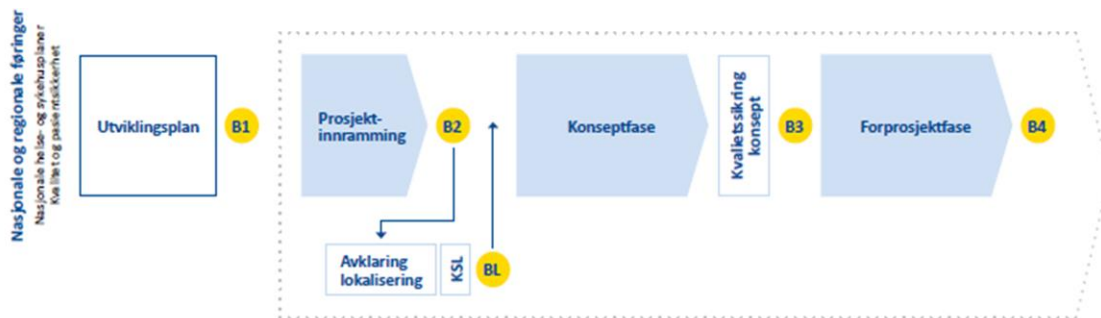 Nasjonale og regionale føringer
Nasjonale helse- og sykehusplaner
Kvalitet og pasientsikkerhet
Utviklingsplan
B1
Prosjekt-
innramming
B2
Avklaring
lokalisering
KSL
BL
Konseptfase
Kvalietssikring
konsept
B3
Forprosjektfase
B4